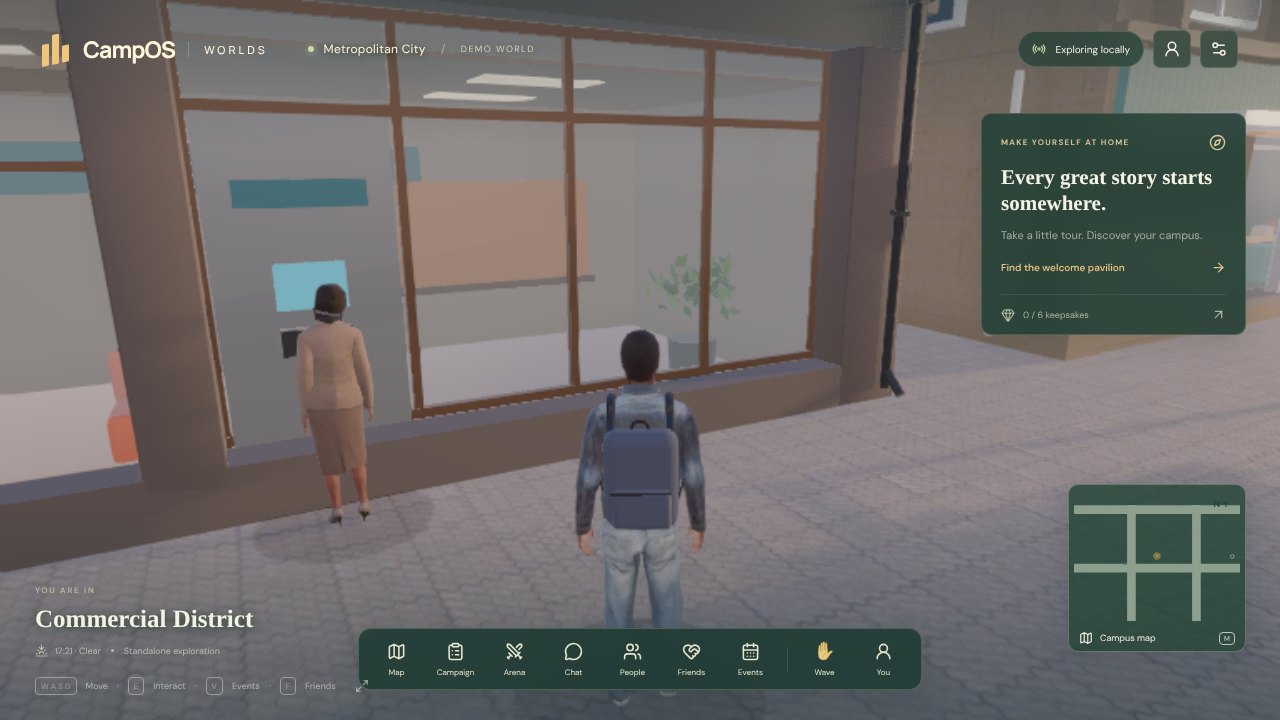 CampOS
WORLDS
Metropolitan City / DEMO WORLD
Exploring locally
MAKE YOURSELF AT HOME
Every great story starts
somewhere.
Take a little tour. Discover your campus.
Find the welcome pavilion
0 / 6 keepsakes
N
Campus map
M
YOU ARE IN
Commercial District
17:21 · Clear • Standalone exploration
WASD Move · E Interact · V Events · F Friends
Map
Campaign
Arena
Chat
People
Friends
Events
Wave
You